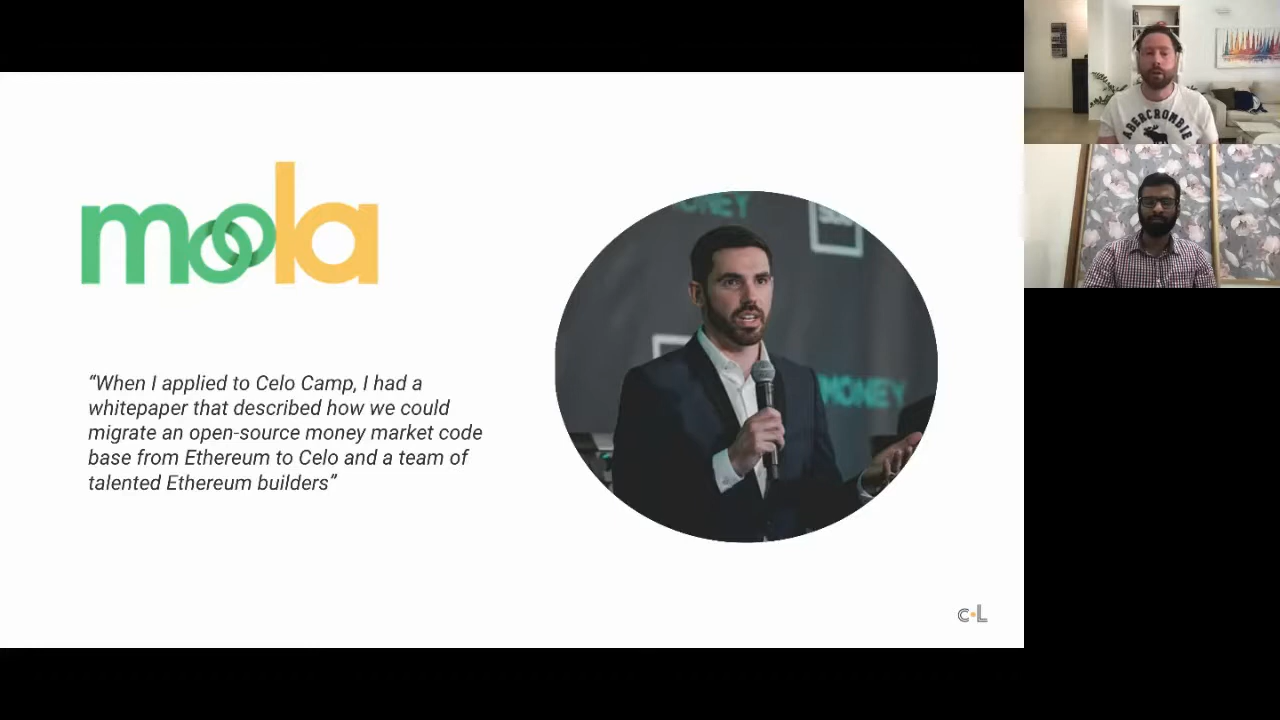 moola
“When I applied to Celo Camp, I had a
whitepaper that described how we could
migrate an open-source money market code
base from Ethereum to Celo and a team of
talented Ethereum builders”
MONEY
c·L
ABERCROMBIE